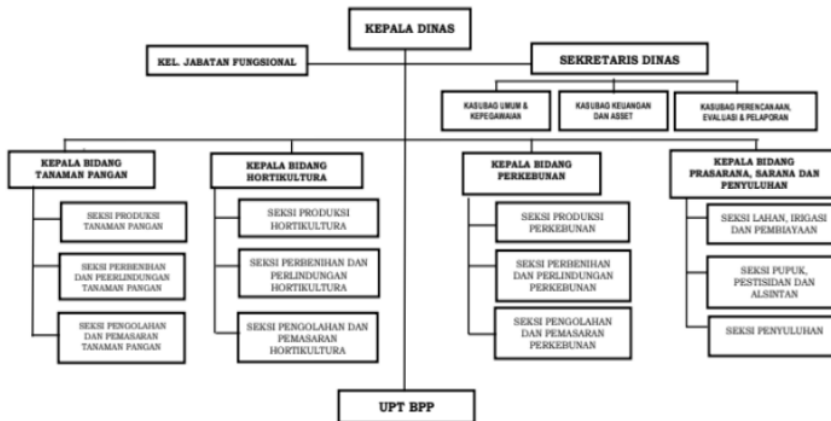 KEPALA DINAS
KEL. JABATAN FUNGSIONAL
SEKRETARIS DINAS
KASUBAG UMUM &
KEPEGAWAIAN
KASUBAG KEUANGAN
DAN ASSET
KASUBAG PERENCANAAN,
EVALUASI & PELAPORAN
KEPALA BIDANG
TANAMAN PANGAN
KEPALA BIDANG
HORTIKULTURA
KEPALA BIDANG
PERKEBUNAN
KEPALA BIDANG
PRASARANA, SARANA DAN
PENYULUHAN
SEKSI PRODUKSI
TANAMAN PANGAN
SEKSI PERBENIHAN
DAN PEERLINDUNGAN
TANAMAN PANGAN
SEKSI PENGOLAHAN
DAN PEMASARAN
TANAMAN PANGAN
SEKSI PRODUKSI
HORTIKULTURA
SEKSI PERBENIHAN DAN
PERLINDUNGAN
HORTIKULTURA
SEKSI PENGOLAHAN DAN
PEMASARAN
HORTIKULTURA
SEKSI PRODUKSI
PERKEBUNAN
SEKSI PERBENIHAN
DAN PERLINDUNGAN
PERKEBUNAN
SEKSI PENGOLAHAN
DAN PEMASARAN
PERKEBUNAN
SEKSI LAHAN, IRIGASI
DAN PEMBIAYAAN
SEKSI PUPUK,
PESTISIDAN DAN
ALSINTAN
SEKSI PENYULUHAN
UPT BPP